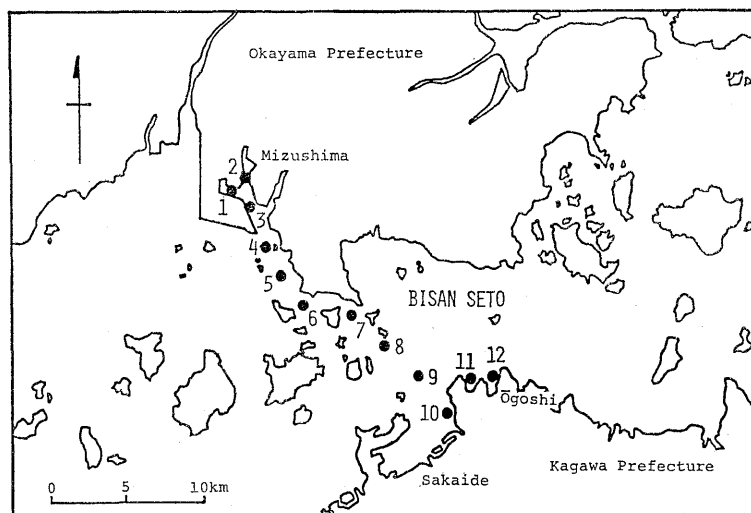 Okayama Prefecture
Mizushima
2
1
3
4
5
6
7
BISAN SETO
8
9
11
12
10
Ōgoshi
Sakaide
Kagawa Prefecture
0 5 10km